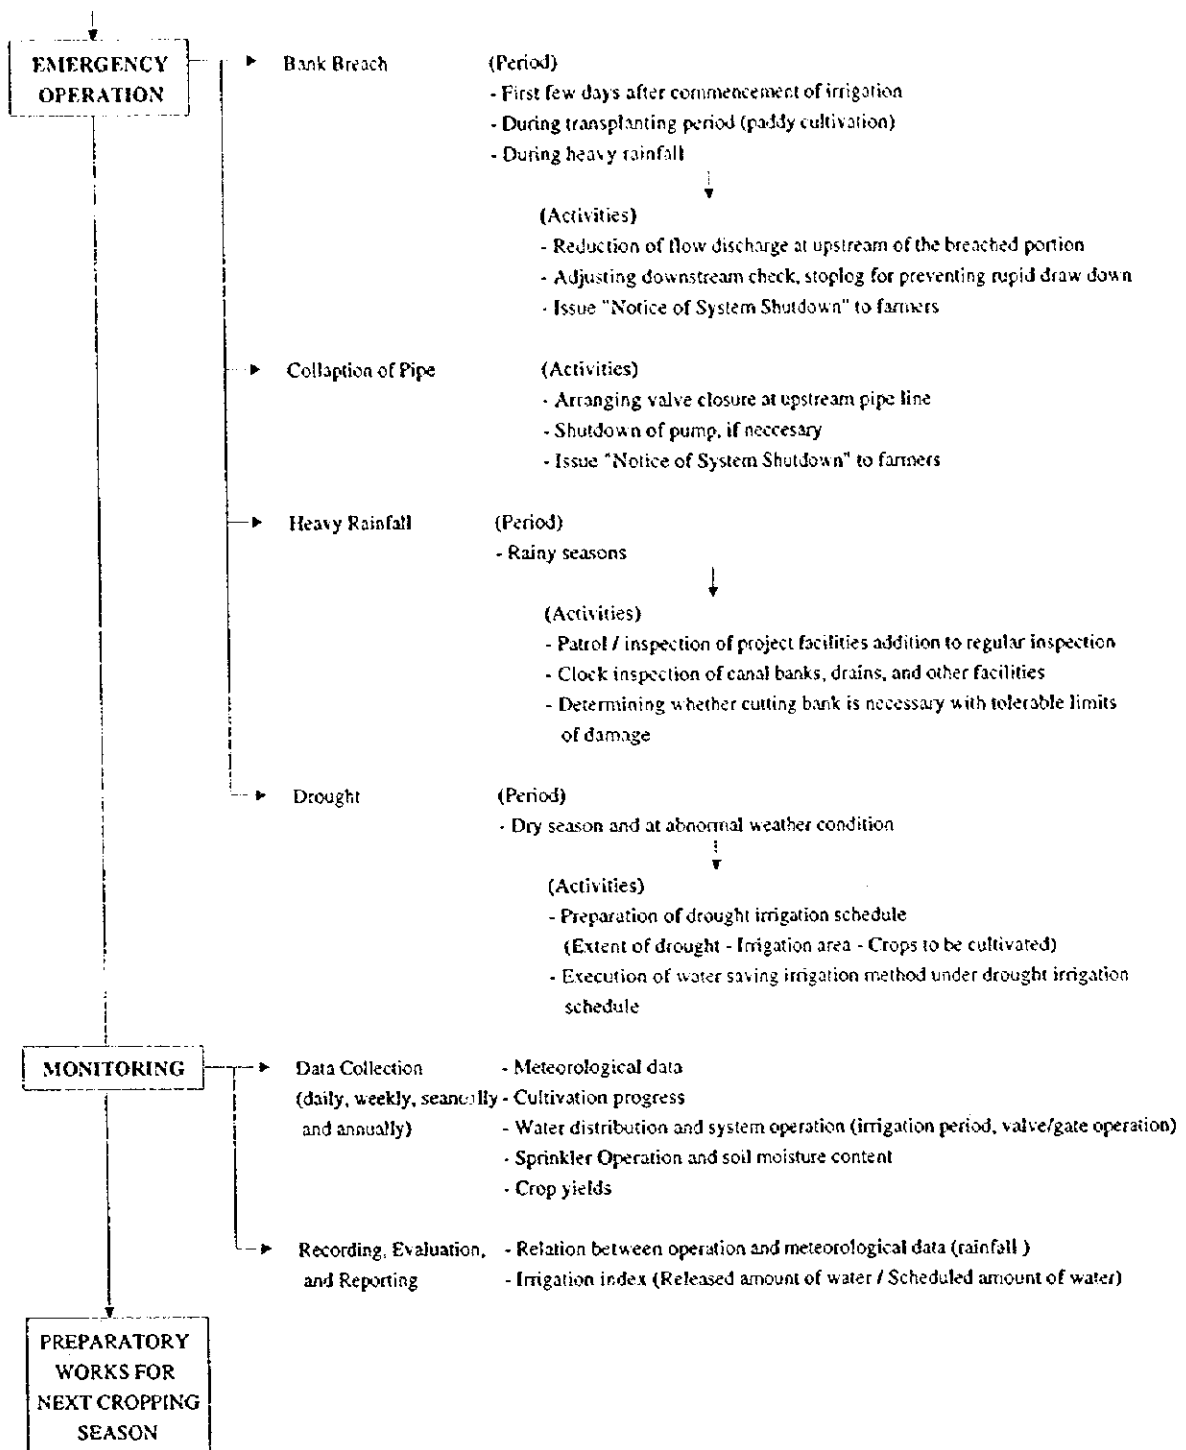 EMERGENCY
OPERATION
Bank Breach
(Period)
- First few days after commencement of irrigation
- During transplanting period (paddy cultivation)
- During heavy rainfall
(Activities)
- Reduction of flow discharge at upstream of the breached portion
- Adjusting downstream check, stoplog for preventing rupid draw down
- Issue "Notice of System Shutdown" to farmers
Collaption of Pipe
(Activities)
- Arranging valve closure at upstream pipe line
- Shutdown of pump, if neccesary
- Issue "Notice of System Shutdown" to farmers
Heavy Rainfall
(Period)
- Rainy seasons
(Activities)
- Patrol / inspection of project facilities addition to regular inspection
- Clock inspection of canal banks, drains, and other facilities
- Determining whether cutting bank is necessary with tolerable limits
of damage
Drought
(Period)
- Dry season and at abnormal weather condition
(Activities)
- Preparation of drought irrigation schedule
(Extent of drought - Irrigation area - Crops to be cultivated)
- Execution of water saving irrigation method under drought irrigation
schedule
MONITORING
Data Collection
(daily, weekly,
and annually)
- Meteorological data
- Cultivation progress
- Water distribution and system operation (irrigation period, valve/gate operation)
- Sprinkler Operation and soil moisture content
- Crop yields
Recording, Evaluation,
and Reporting
- Relation between operation and meteorological data (rainfall )
- Irrigation index (Released amount of water / Scheduled amount of water)
PREPARATORY
WORKS FOR
NEXT CROPPING
SEASON